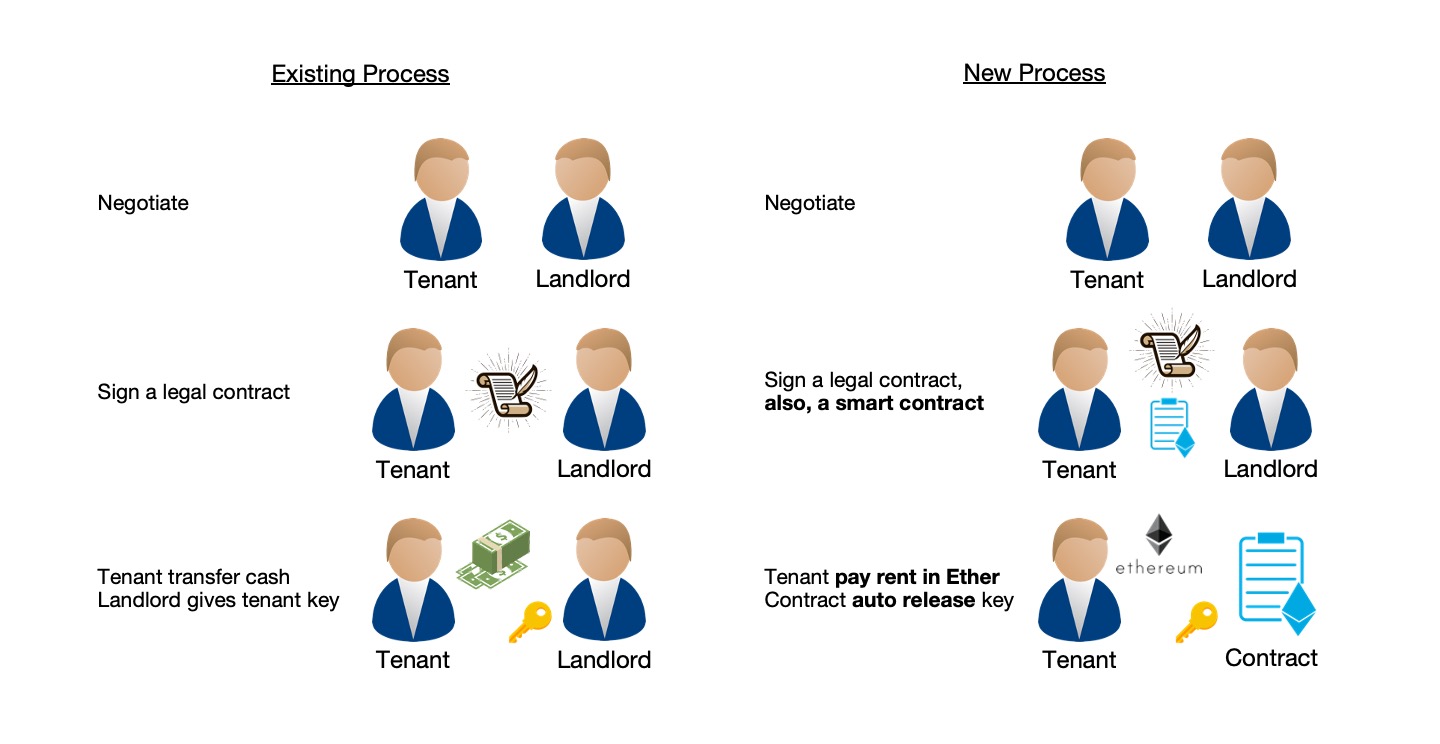 Existing Process
Negotiate
Tenant
Landlord
Sign a legal contract
Tenant
Landlord
Tenant transfer cash
Landlord gives tenant key
Tenant
Landlord
New Process
Negotiate
Tenant
Landlord
Sign a legal contract,
also, a smart contract
Tenant
Landlord
Tenant pay rent in Ether
Contract auto release key
ethereum
Tenant
Contract